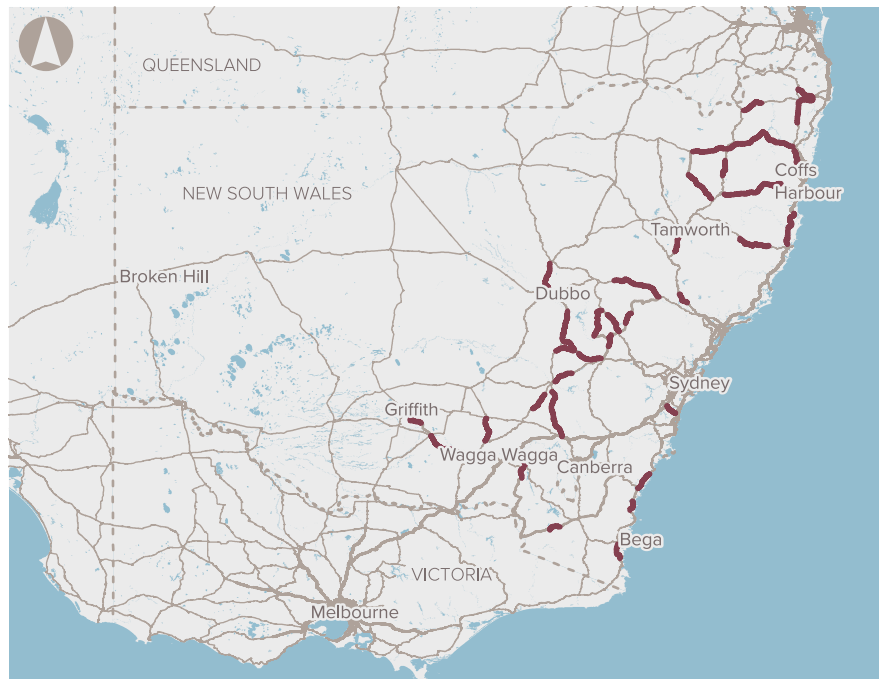 QUEENSLAND
NEW SOUTH WALES
Coffs
Harbour
Tamworth
Broken Hill
Dubbo
Sydney
Griffith
Wagga Wagga
Canberra
Bega
VICTORIA
Melbourne